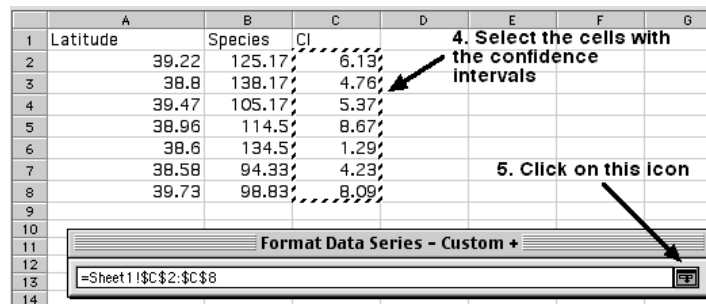 A B C D E F G
1 Latitude Species CI 4. Select the cells with
2 39.22 125.17 6.13 the confidence
3 38.8 138.17 4.76 intervals
4 39.47 105.17 5.37
5 38.96 114.5 8.67
6 38.6 134.5 1.29
7 38.58 94.33 4.23 5. Click on this icon
8 39.73 98.83 8.09
9
10
11 Format Data Series - Custom +
12
13 =Sheet1!$C$2:$C$8
14